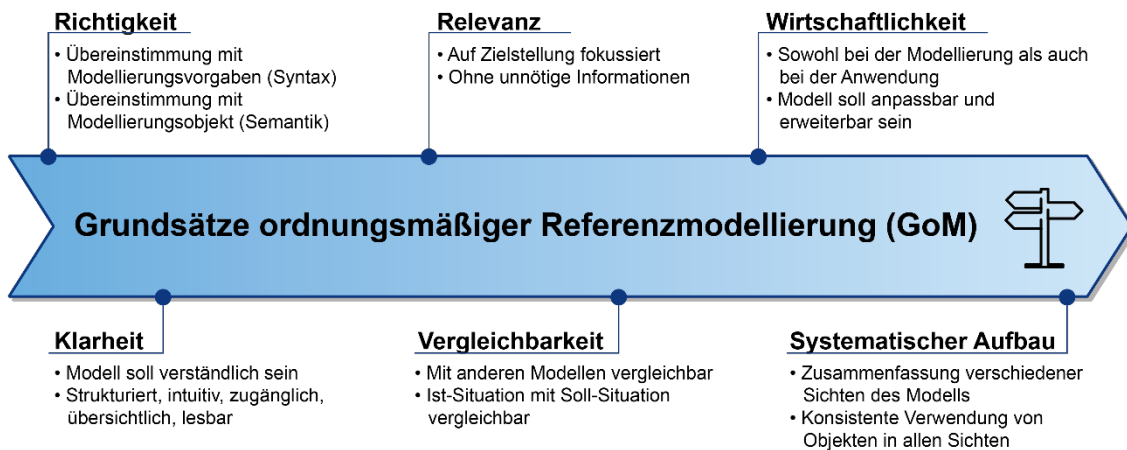 Richtigkeit
• Übereinstimmung mit
Modellierungsvorgaben (Syntax)
• Übereinstimmung mit
Modellierungsobjekt (Semantik)
Relevanz
• Auf Zielstellung fokussiert
• Ohne unnötige Informationen
Wirtschaftlichkeit
• Sowohl bei der Modellierung als auch
bei der Anwendung
• Modell soll anpassbar und
erweiterbar sein
Grundsätze ordnungsmäßiger Referenzmodellierung (GoM)
Klarheit
• Modell soll verständlich sein
• Strukturiert, intuitiv, zugänglich,
übersichtlich, lesbar
Vergleichbarkeit
• Mit anderen Modellen vergleichbar
• Ist-Situation mit Soll-Situation
vergleichbar
Systematischer Aufbau
• Zusammenfassung verschiedener
Sichten des Modells
• Konsistente Verwendung von
Objekten in allen Sichten